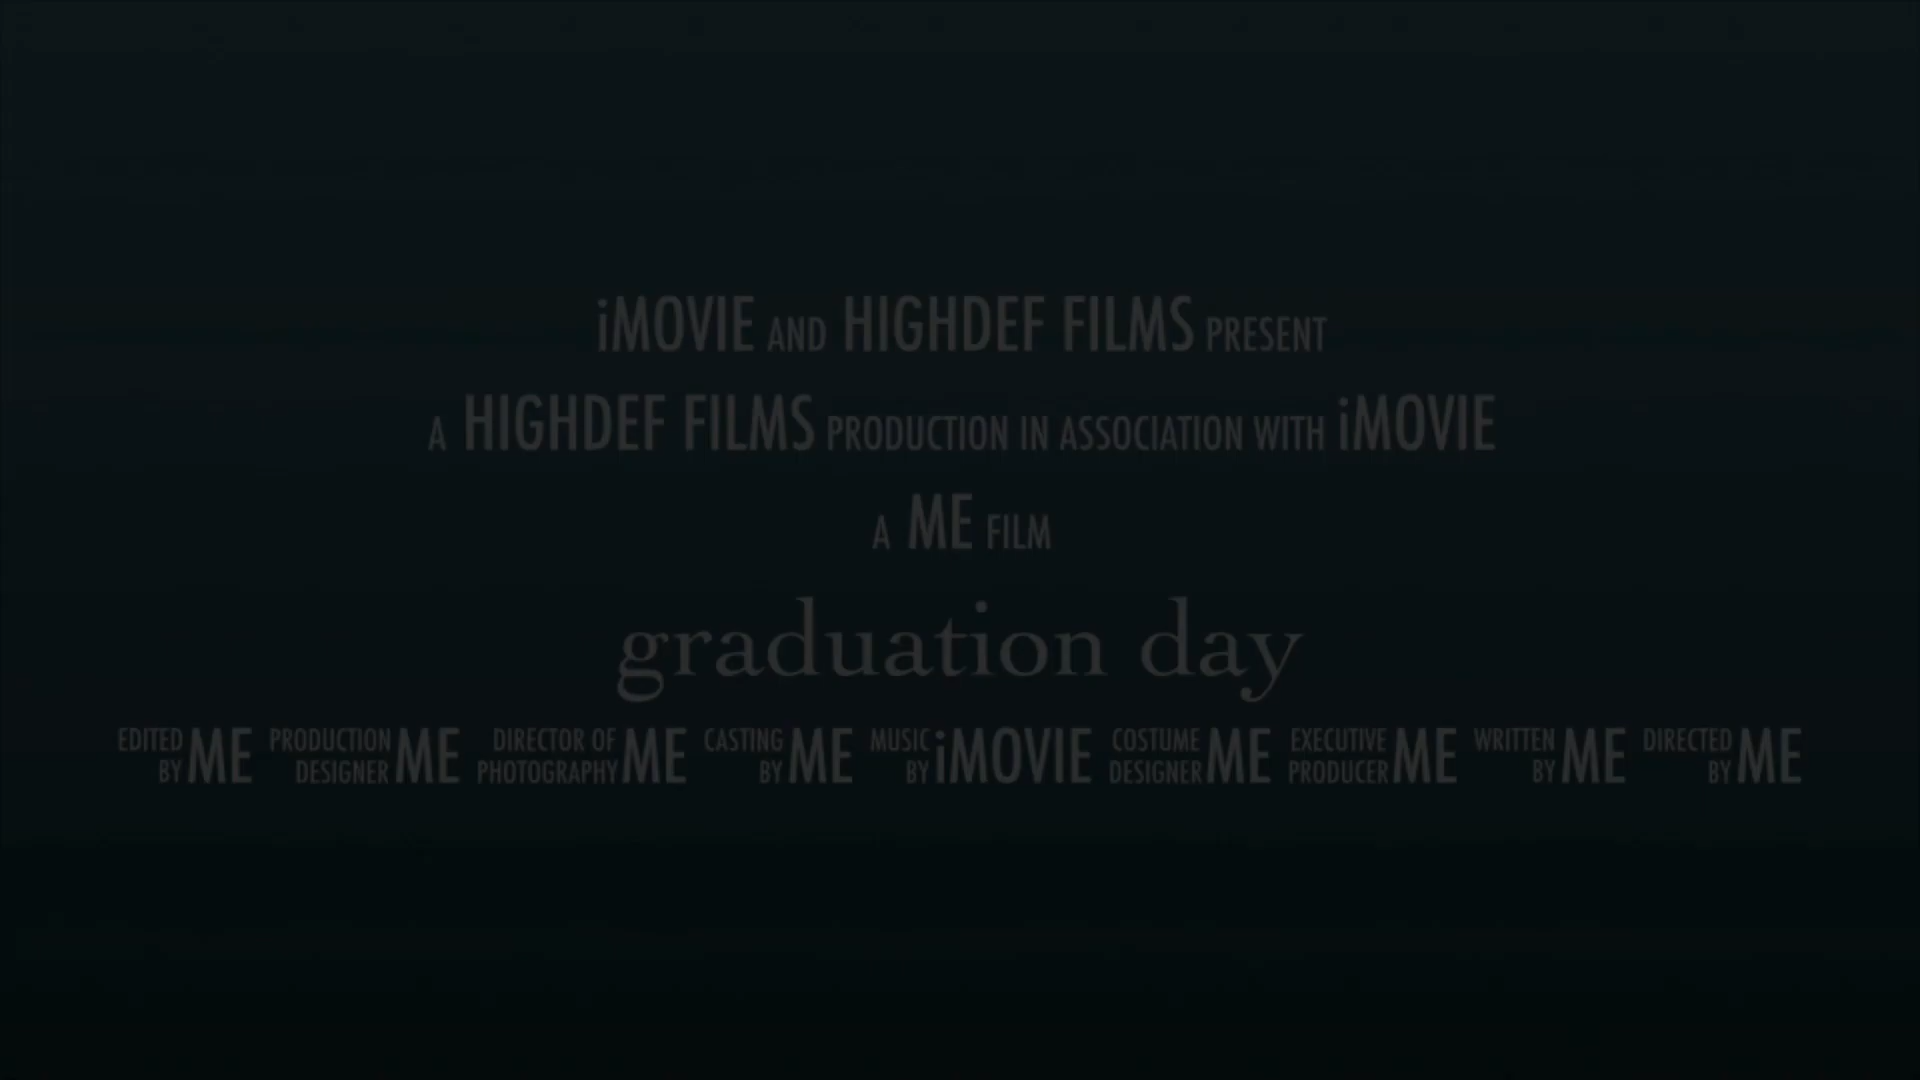 iMOVIE AND HIGHDEF FILMS PRESENT
A HIGHDEF FILMS PRODUCTION IN ASSOCIATION WITH iMOVIE
A ME FILM
graduation day
EDITED BY ME PRODUCTION DESIGNER ME DIRECTOR OF PHOTOGRAPHY ME CASTING BY ME MUSIC BY iMOVIE COSTUME DESIGNER ME EXECUTIVE PRODUCER ME WRITTEN BY ME DIRECTED BY ME